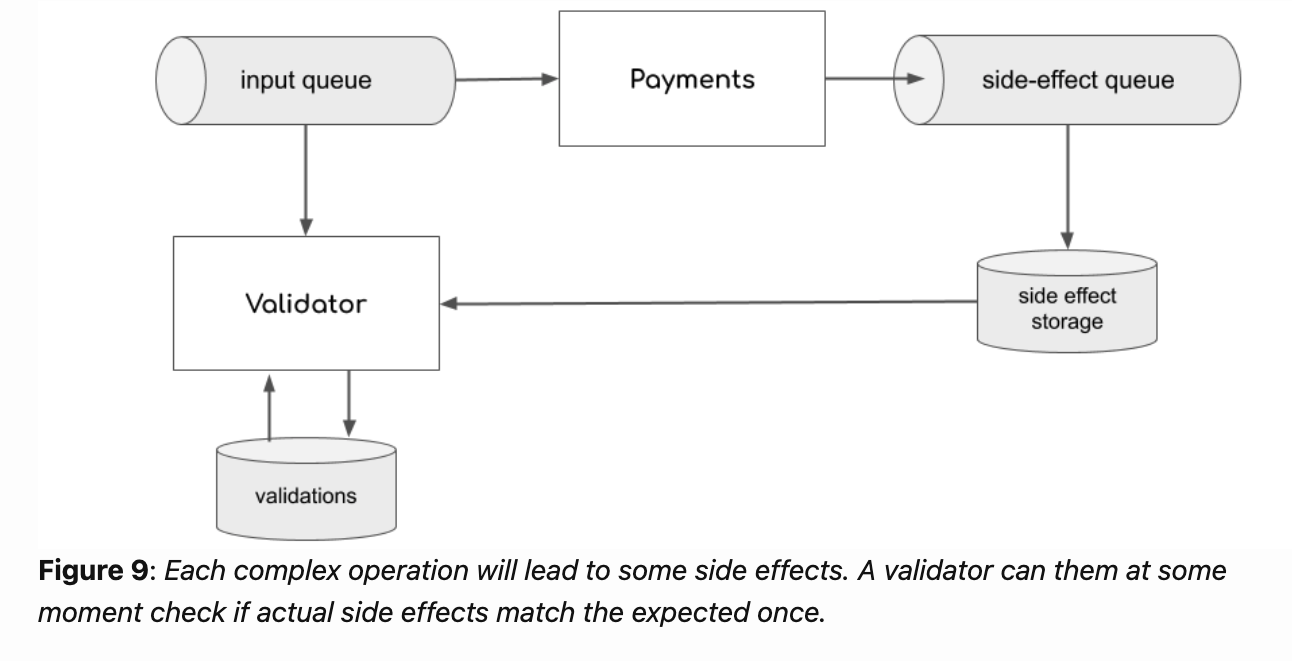 input queue
Payments
side-effect queue
Validator
side effect
storage
validations
Figure 9: Each complex operation will lead to some side effects. A validator can them at some
moment check if actual side effects match the expected once.